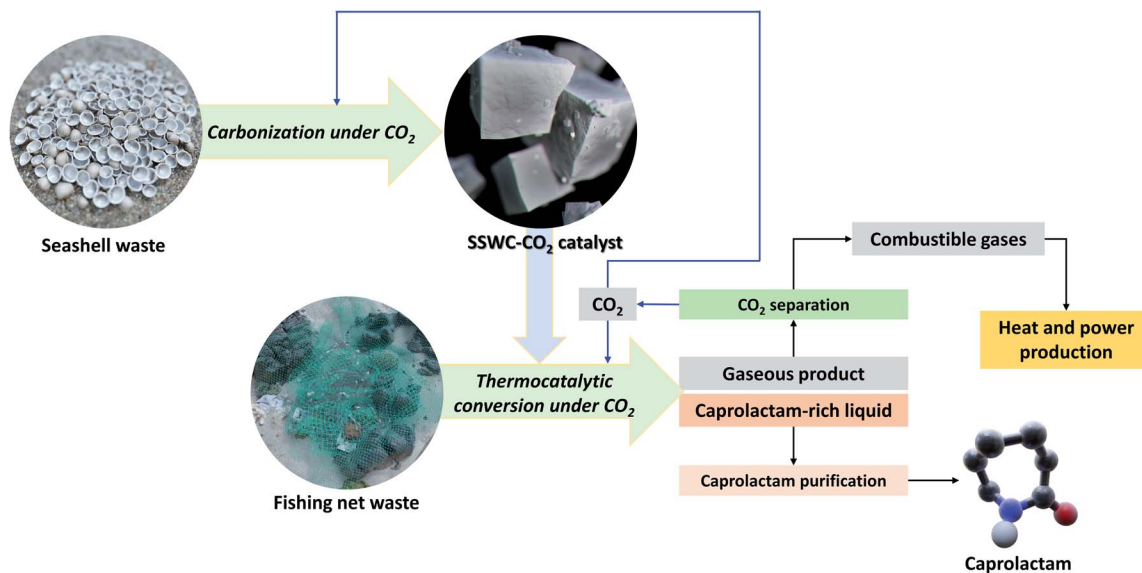 Carbonization under CO₂
Seashell waste
SSWC-CO₂ catalyst
Combustible gases
CO₂
CO₂ separation
Heat and power
production
Thermocatalytic
conversion under CO₂
Gaseous product
Caprolactam-rich liquid
Caprolactam purification
Fishing net waste
Caprolactam